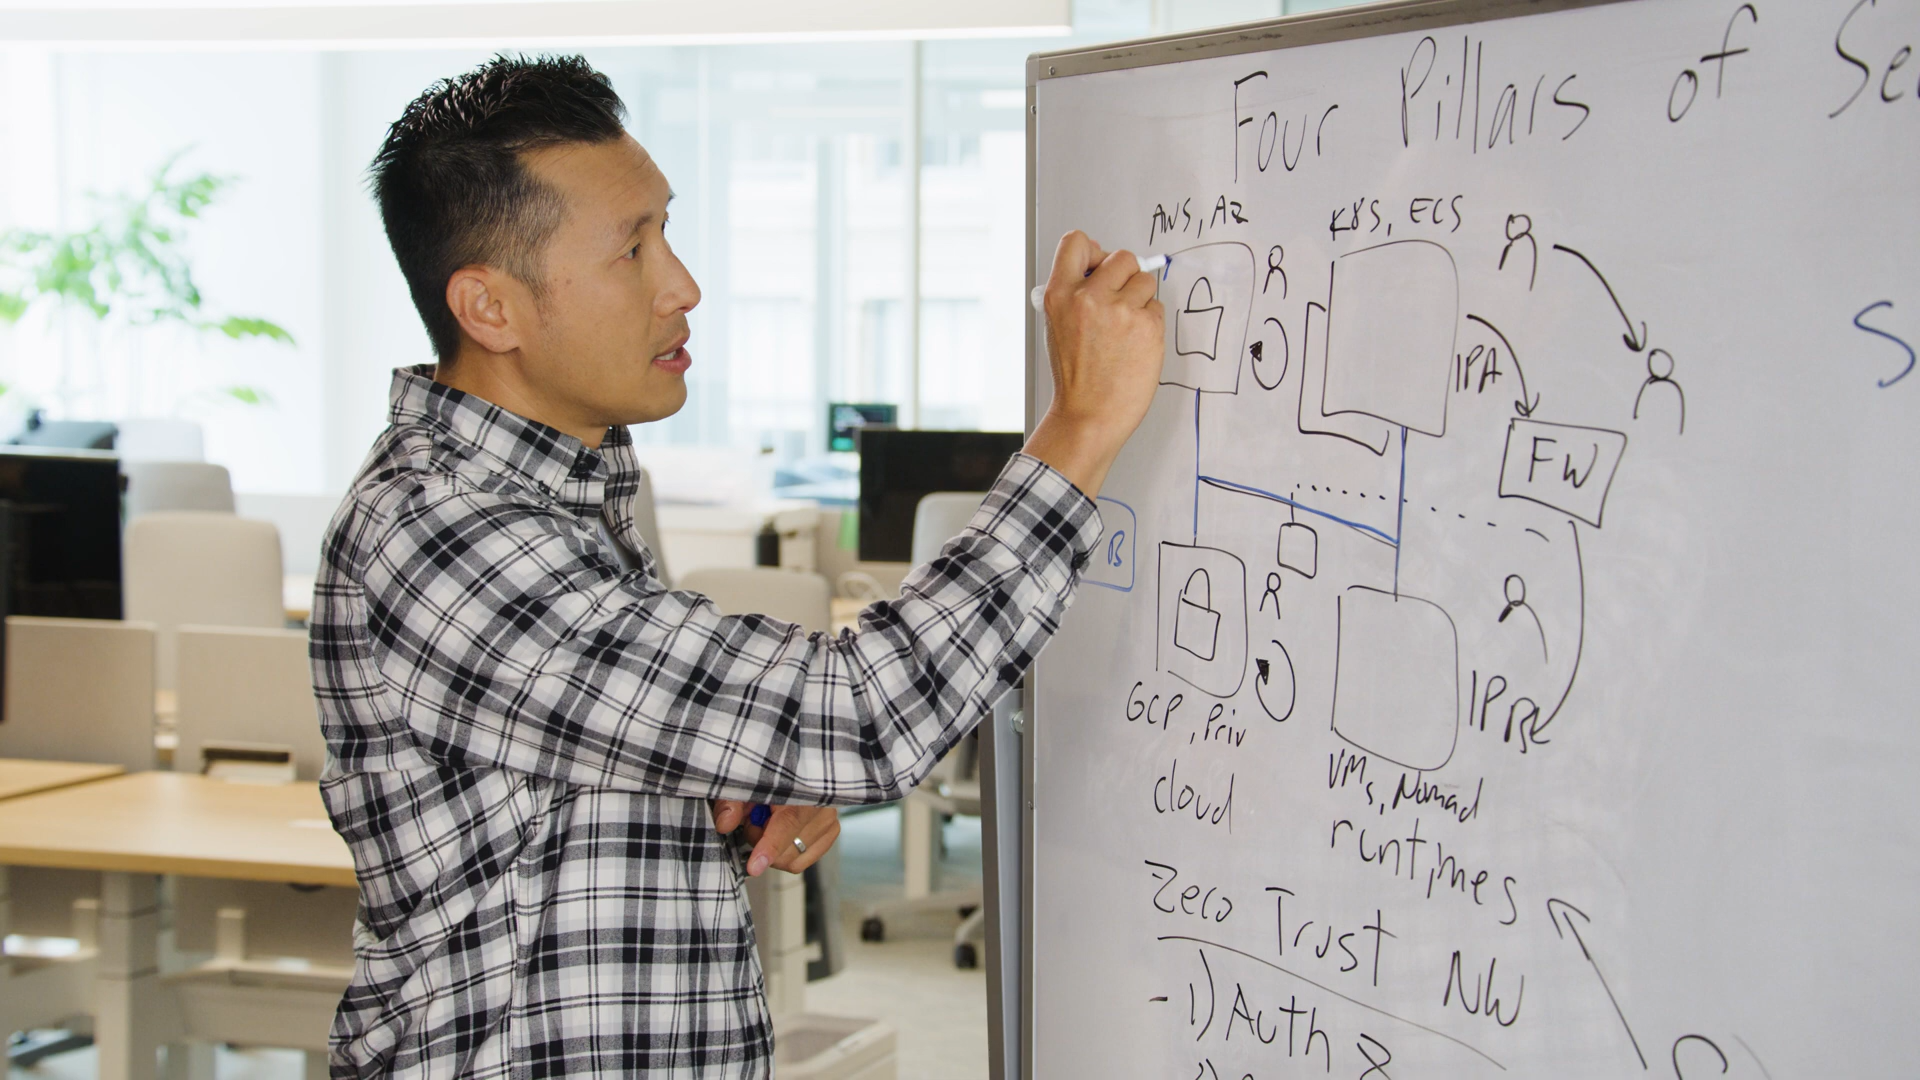 Four Pillars of Se
AWS, AZ
K8S, ECS
IPA
FW
B
S
GCP, Priv
cloud
IPB
VMs, Nomad
runtimes
Zero Trust NW
- 1) Auth